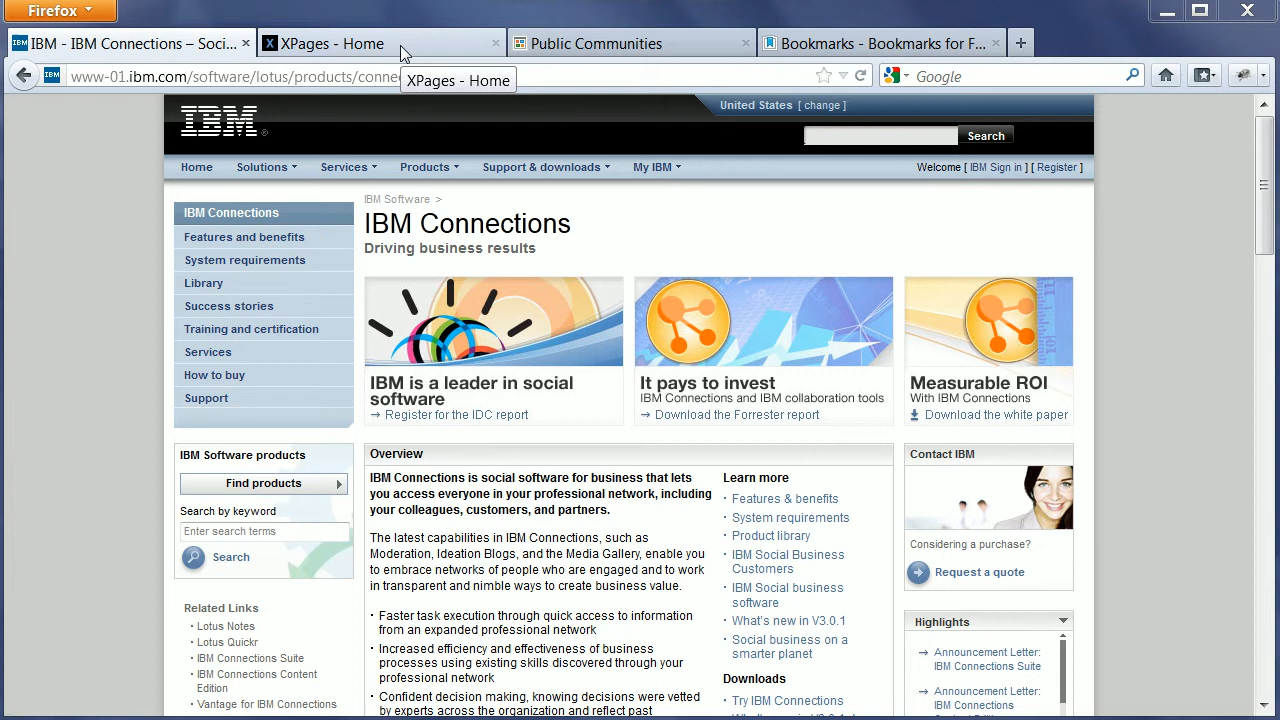 Firefox
IBM - IBM Connections – Soci...
XPages - Home
Public Communities
Bookmarks - Bookmarks for F...
www-01.ibm.com/software/lotus/products/conne
XPages - Home
Google
IBM
United States [ change ]
Search
Home
Solutions
Services
Products
Support & downloads
My IBM
Welcome [ IBM Sign in ] [ Register ]
IBM Connections
Features and benefits
System requirements
Library
Success stories
Training and certification
Services
How to buy
Support
IBM Software products
Find products
Search by keyword
Enter search terms
Search
Related Links
· Lotus Notes
· Lotus Quickr
· IBM Connections Suite
· IBM Connections Content
Edition
· Vantage for IBM Connections
IBM Software >
IBM Connections
Driving business results
IBM is a leader in social
software
→ Register for the IDC report
It pays to invest
IBM Connections and IBM collaboration tools
→ Download the Forrester report
Measurable ROI
With IBM Connections
Download the white paper
Overview
IBM Connections is social software for business that lets
you access everyone in your professional network, including
your colleagues, customers, and partners.
The latest capabilities in IBM Connections, such as
Moderation, Ideation Blogs, and the Media Gallery, enable you
to embrace networks of people who are engaged and to work
in transparent and nimble ways to create business value.
• Faster task execution through quick access to information
from an expanded professional network
• Increased efficiency and effectiveness of business
processes using existing skills discovered through your
professional network
• Confident decision making, knowing decisions were vetted
by experts across the organization and reflect past
Learn more
· Features & benefits
· System requirements
· Product library
· IBM Social Business
Customers
· IBM Social business
software
· What's new in V3.0.1
· Social business on a
smarter planet
Downloads
· Try IBM Connections
Contact IBM
Considering a purchase?
Request a quote
Highlights
→ Announcement Letter:
IBM Connections Suite
→ Announcement Letter:
IBM Connections